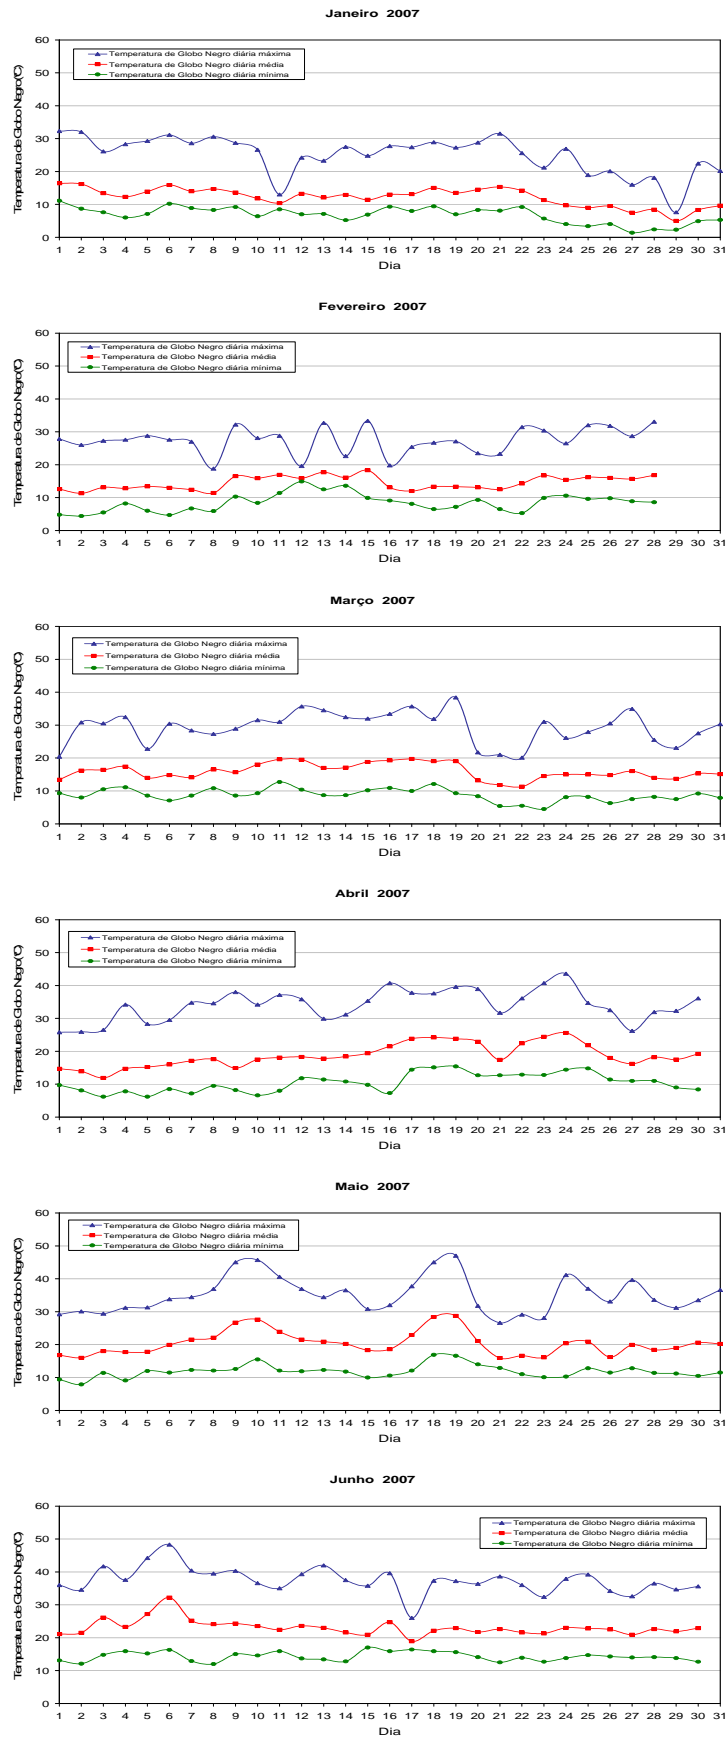 Janeiro 2007
Temperatura de Globo Negro (ºC)
60
50
40
30
20
10
0
Temperatura de Globo Negro diária máxima
Temperatura de Globo Negro diária média
Temperatura de Globo Negro diária mínima
1 2 3 4 5 6 7 8 9 10 11 12 13 14 15 16 17 18 19 20 21 22 23 24 25 26 27 28 29 30 31
Dia
Fevereiro 2007
Temperatura de Globo Negro (ºC)
60
50
40
30
20
10
0
Temperatura de Globo Negro diária máxima
Temperatura de Globo Negro diária média
Temperatura de Globo Negro diária mínima
1 2 3 4 5 6 7 8 9 10 11 12 13 14 15 16 17 18 19 20 21 22 23 24 25 26 27 28 29 30 31
Dia
Março 2007
Temperatura de Globo Negro (ºC)
60
50
40
30
20
10
0
Temperatura de Globo Negro diária máxima
Temperatura de Globo Negro diária média
Temperatura de Globo Negro diária mínima
1 2 3 4 5 6 7 8 9 10 11 12 13 14 15 16 17 18 19 20 21 22 23 24 25 26 27 28 29 30 31
Dia
Abril 2007
Temperatura de Globo Negro (ºC)
60
50
40
30
20
10
0
Temperatura de Globo Negro diária máxima
Temperatura de Globo Negro diária média
Temperatura de Globo Negro diária mínima
1 2 3 4 5 6 7 8 9 10 11 12 13 14 15 16 17 18 19 20 21 22 23 24 25 26 27 28 29 30 31
Dia
Maio 2007
Temperatura de Globo Negro (ºC)
60
50
40
30
20
10
0
Temperatura de Globo Negro diária máxima
Temperatura de Globo Negro diária média
Temperatura de Globo Negro diária mínima
1 2 3 4 5 6 7 8 9 10 11 12 13 14 15 16 17 18 19 20 21 22 23 24 25 26 27 28 29 30 31
Dia
Junho 2007
Temperatura de Globo Negro (ºC)
60
50
40
30
20
10
0
Temperatura de Globo Negro diária máxima
Temperatura de Globo Negro diária média
Temperatura de Globo Negro diária mínima
1 2 3 4 5 6 7 8 9 10 11 12 13 14 15 16 17 18 19 20 21 22 23 24 25 26 27 28 29 30 31
Dia